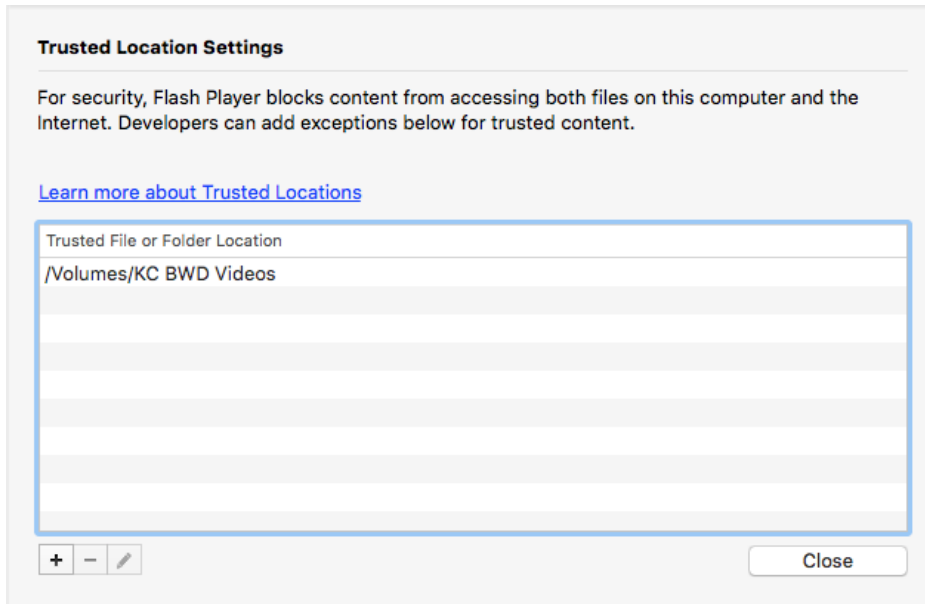 Trusted Location Settings
For security, Flash Player blocks content from accessing both files on this computer and the
Internet. Developers can add exceptions below for trusted content.
Learn more about Trusted Locations
Trusted File or Folder Location
/Volumes/KC BWD Videos
+ −
Close